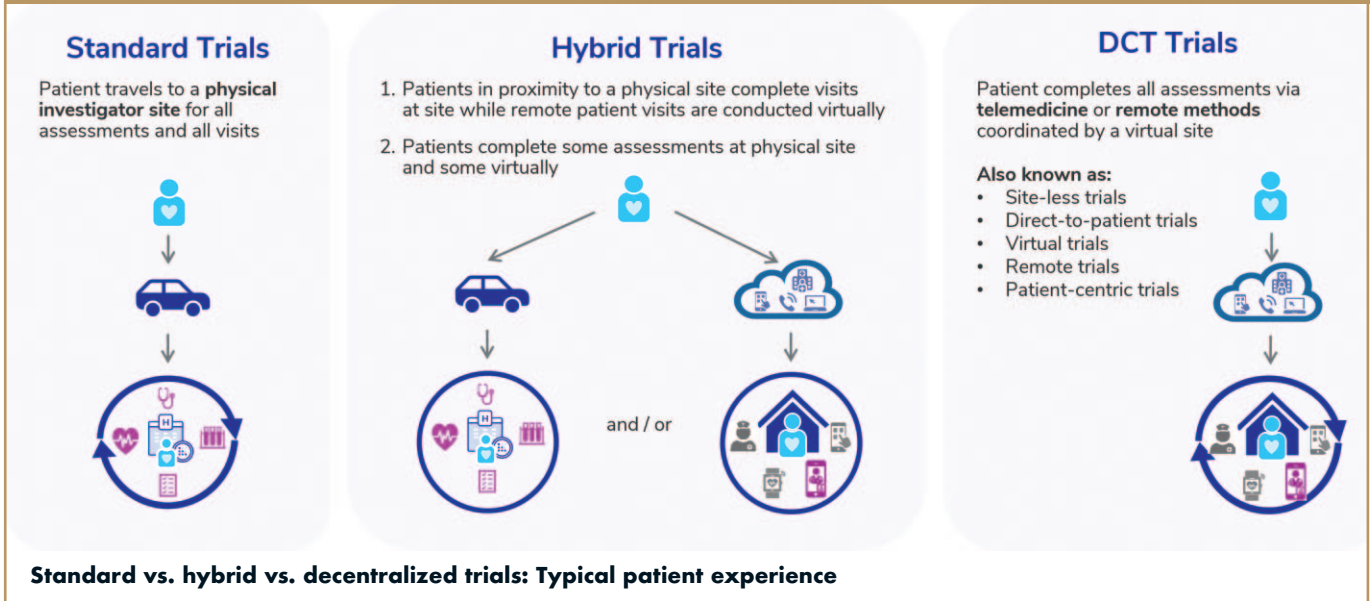 Standard Trials
Patient travels to a physical
investigator site for all
assessments and all visits
Hybrid Trials
1. Patients in proximity to a physical site complete visits
at site while remote patient visits are conducted virtually
2. Patients complete some assessments at physical site
and some virtually
H
and / or
DCT Trials
Patient completes all assessments via
telemedicine or remote methods
coordinated by a virtual site
Also known as:
• Site-less trials
• Direct-to-patient trials
• Virtual trials
• Remote trials
• Patient-centric trials
H
Standard vs. hybrid vs. decentralized trials: Typical patient experience